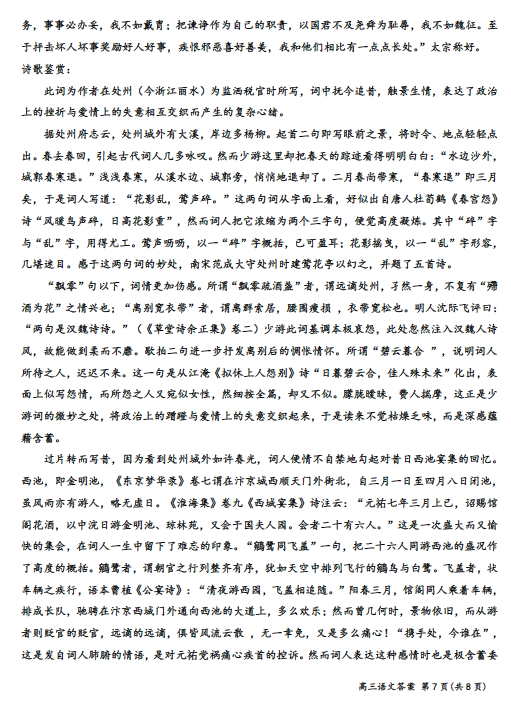 务，事事必办妥，我不如戴胄；把谏诤作为自己的职责，以国君不及尧舜为耻辱，我不如魏征。至
于抨击坏人坏事奖励好人好事，疾恨邪恶喜好善美，我和他们相比有一点点长处。”太宗称好。
诗歌鉴赏：
此词为作者在处州（今浙江丽水）为监酒税官时所写，词中抚今追昔，触景生情，表达了政治
上的挫折与爱情上的失意相互交织而产生的复杂心绪。
据处州府志云，处州城外有大溪，岸边多杨柳。起首二句即写眼前之景，将时令、地点轻轻点
出。春去春回，引起古代词人几多咏叹。然而少游这里却把春天的踪迹看得明明白白：“水边沙外，
城郭春寒退。”浅浅春寒，从溪水边、城郭旁，悄悄地退却了。二月春尚带寒，“春寒退”即三月
矣，于是词人写道：“花影乱，莺声碎。”这两句词从字面上看，好似出自唐人杜荀鹤《春宫怨》
诗“风暖鸟声碎，日高花影重”，然而词人把它浓缩为两个三字句，便觉高度凝炼。其中“碎”字
与“乱”字，用得尤工。莺声呖呖，以一“碎”字概括，已可盈耳；花影摇曳，以一“乱”字形容，
几堪迷目。感于这两句词的妙处，南宋范成大守处州时建莺花亭以幻之，并题了五首诗。
“飘零”句以下，词情更加伤感。所谓“飘零疏酒盏”者，谓远谪处州，孑然一身，不复有“殢
酒为花”之情兴也；“离别宽衣带”者，谓离群索居，腰围瘦损 ，衣带宽松也。明人沈际飞评曰：
“两句是汉魏诗诗。”（《草堂诗余正集》卷二）少游此词基调本极哀怨，此处忽然注入汉魏人诗
风，故能做到柔而不靡。歇拍二句进一步抒发离别后的惆怅情怀。所谓“碧云暮合 ”，说明词人
所待之人，迟迟不来。这一句是从江淹《拟休上人怨别》诗“日暮碧云合，佳人殊未来”化出，表
面上似写怨情，而所怨之人又宛似女性，然细按全篇，却又不似。朦胧暧昧，费人揣摩，这正是少
游词的微妙之处，将政治上的蹭蹬与爱情上的失意交织起来，于是读来不觉枯燥乏味，而是深感蕴
藉含蓄。
过片转而写昔，因为看到处州城外如许春光，词人便情不自禁地勾起对昔日西池宴集的回忆。
西池，即金明池，《东京梦华录》卷七谓在汴京城西顺天门外街北，自三月一日至四月八日闭池，
虽风雨亦有游人，略无虚日。《淮海集》卷九《西城宴集》诗注云：“元祐七年三月上巳，诏赐馆
阁花酒，以中浣日游金明池、琼林苑，又会于国夫人园。会者二十有六人。”这是一次盛大而又愉
快的集会，在词人一生中留下了难忘的印象。“鵷鹭同飞盖”一句，把二十六人同游西池的盛况作
了高度的概括。鵷鹭者，谓朝官之行列整齐有序，犹如天空中排列飞行的鵷鸟与白鹭。飞盖者，状
车辆之疾行，语本曹植《公宴诗》：“清夜游西园，飞盖相追随。”阳春三月，馆阁同人乘着车辆，
排成长队，驰骋在汴京西城门外通向西池的大道上，多么欢乐；然而曾几何时，景物依旧，而从游
者则贬官的贬官，远谪的远谪，俱皆风流云散 ，无一幸免，又是多么痛心！“携手处，今谁在”，
这是发自词人肺腑的情语，是对元祐党祸痛心疾首的控诉。然而词人表达这种感情时也是极含蓄委
高三语文答案 第 7 页（共 8 页）